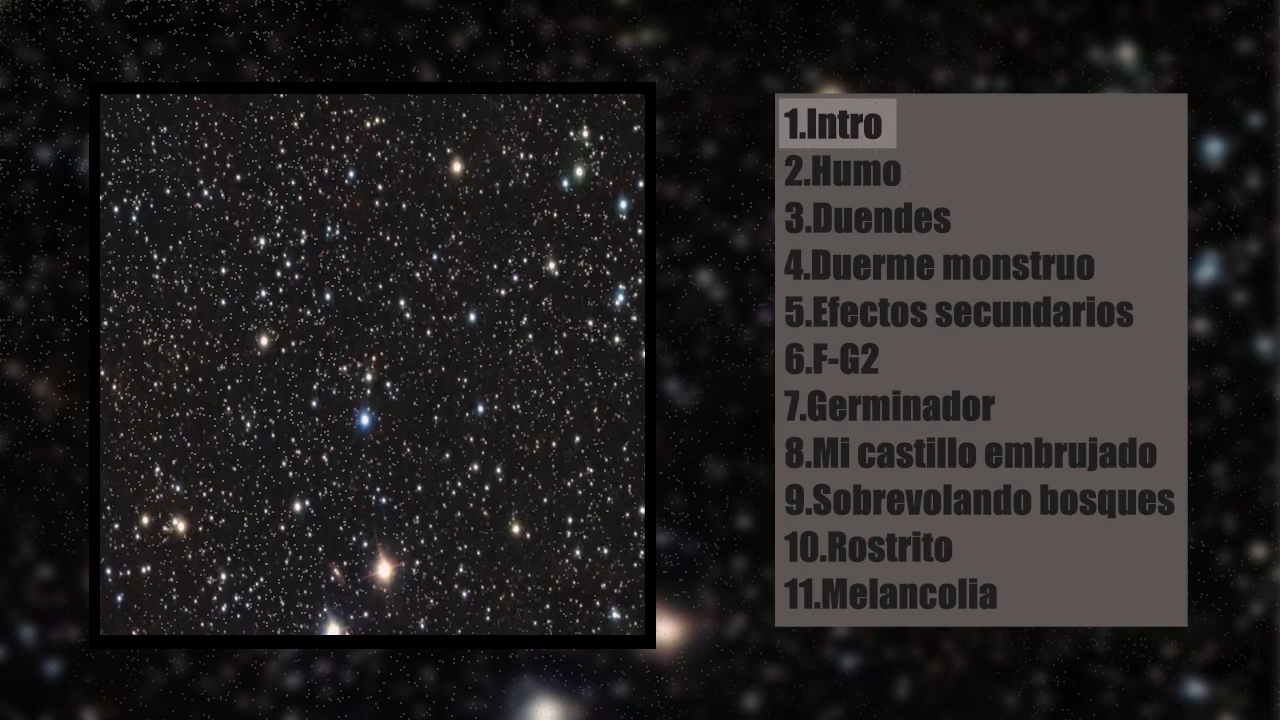 1.Intro
2.Humo
3.Duendes
4.Duerme monstruo
5.Efectos secundarios
6.F-G2
7.Germinador
8.Mi castillo embrujado
9.Sobrevolando bosques
10.Rostrito
11.Melancolia